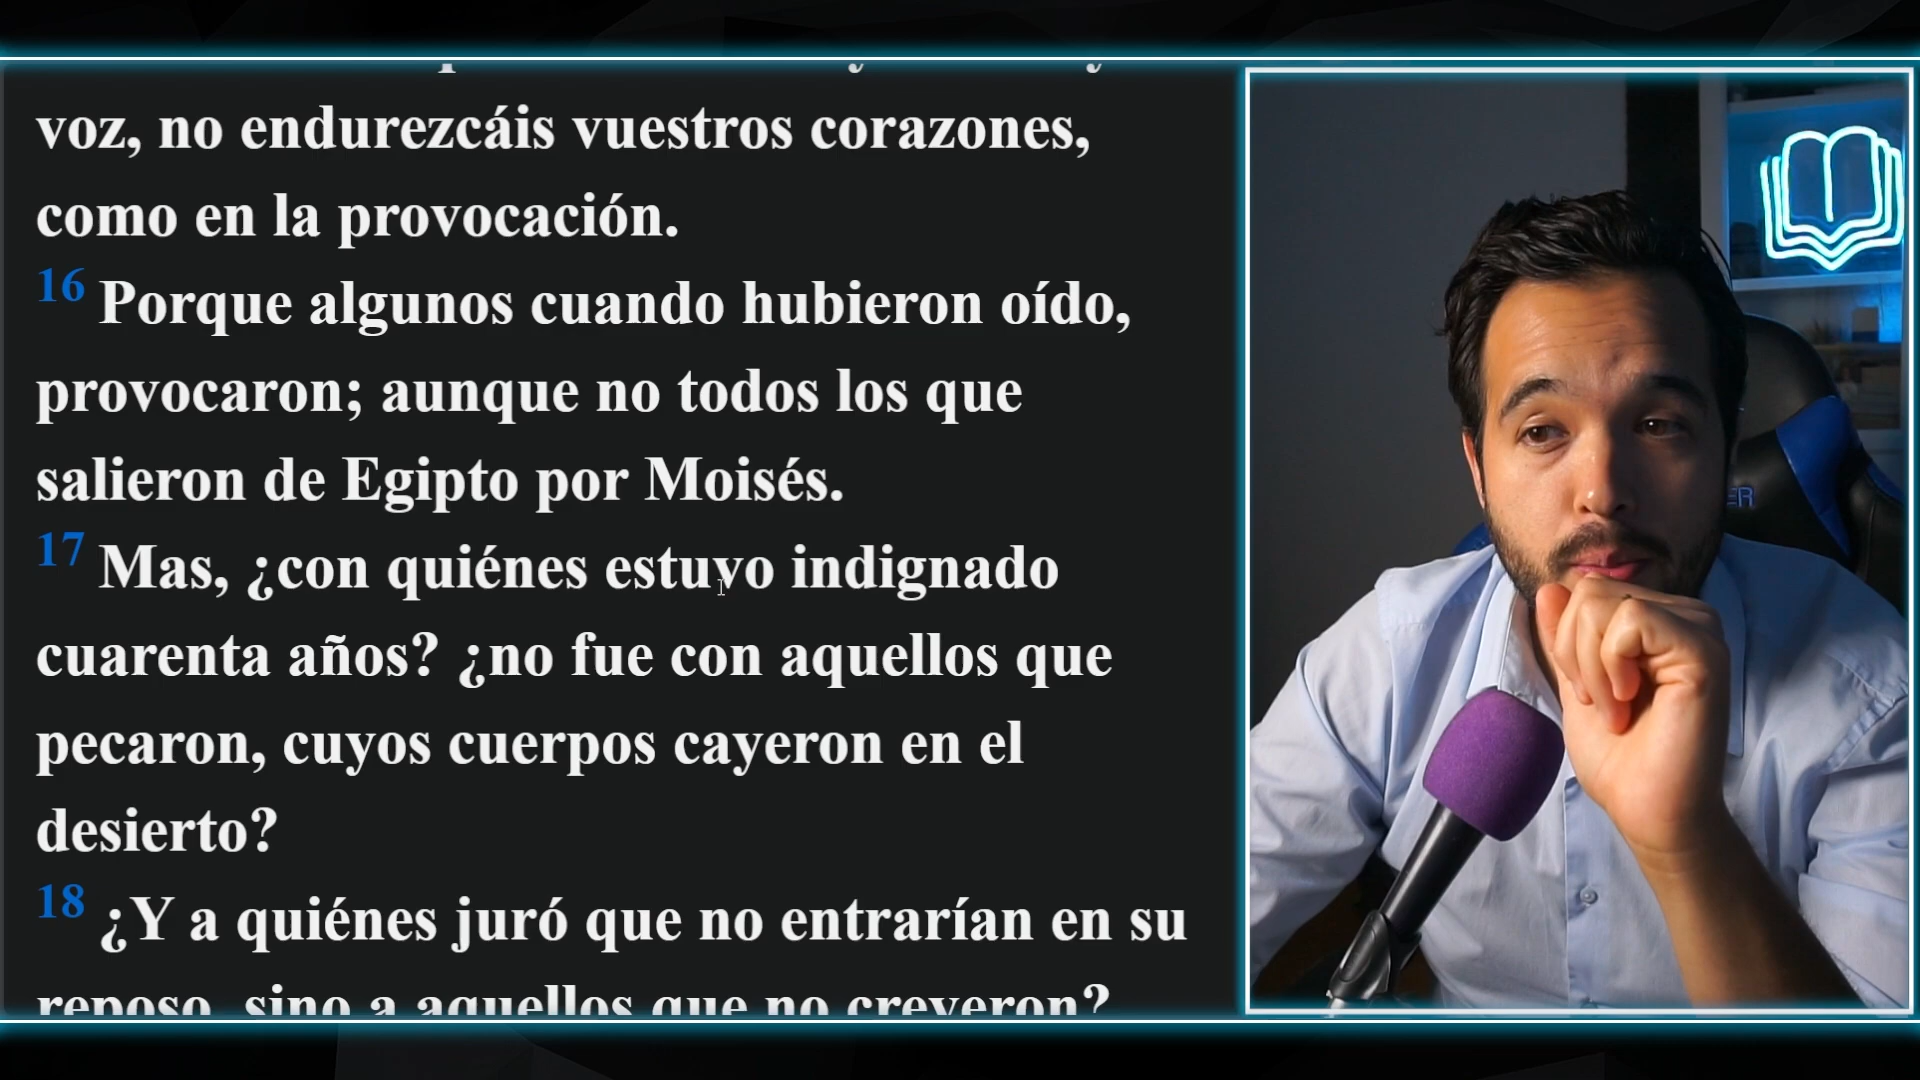 voz, no endurezcáis vuestros corazones,
como en la provocación.
16 Porque algunos cuando hubieron oído,
provocaron; aunque no todos los que
salieron de Egipto por Moisés.
17 Mas, ¿con quiénes estuvo indignado
cuarenta años? ¿no fue con aquellos que
pecaron, cuyos cuerpos cayeron en el
desierto?
18 ¿Y a quiénes juró que no entrarían en su
reposo, sino a aquellos que no creyeron?
ER